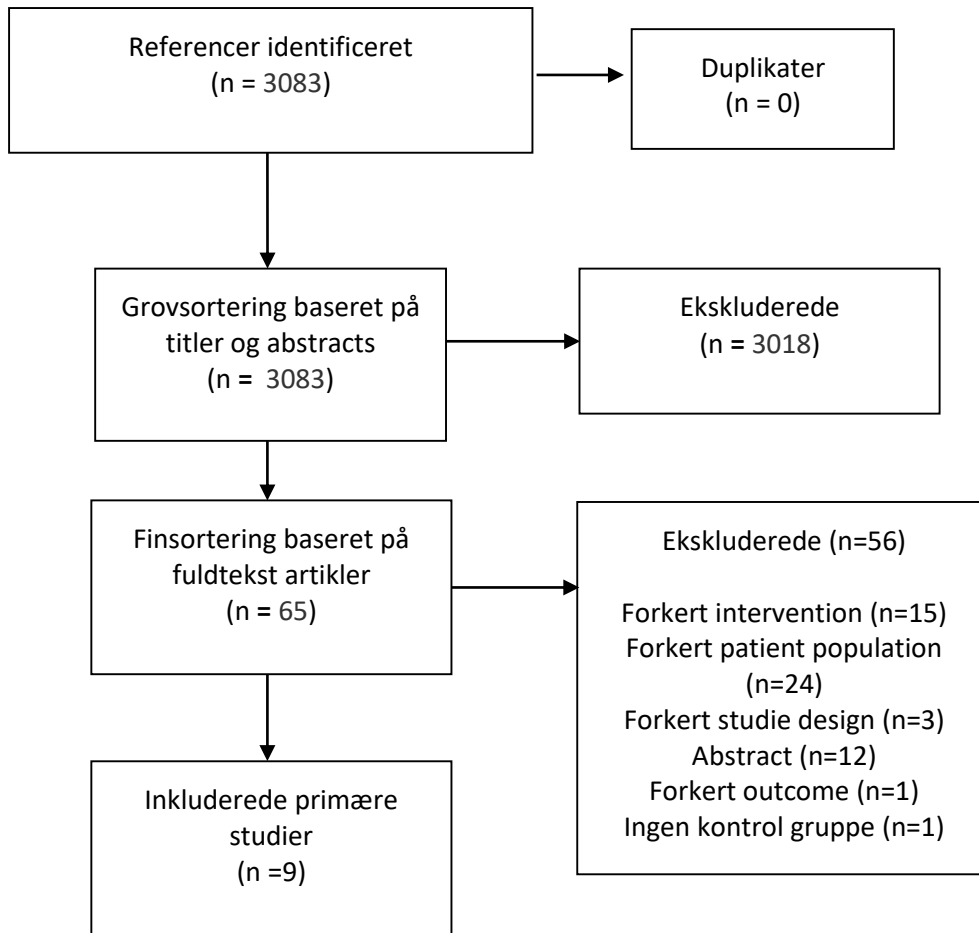 Referencer identificeret
(n = 3083)
Duplikater
(n = 0)
Grovsortering baseret på
titler og abstracts
(n =  3083)
Ekskluderede
(n = 3018)
Finsortering baseret på
fuldtekst artikler
(n = 65)
Ekskluderede (n=56)
Forkert intervention (n=15)
Forkert patient population
(n=24)
Forkert studie design (n=3)
Abstract (n=12)
Forkert outcome (n=1)
Ingen kontrol gruppe (n=1)
Inkluderede primære
studier
(n =9)